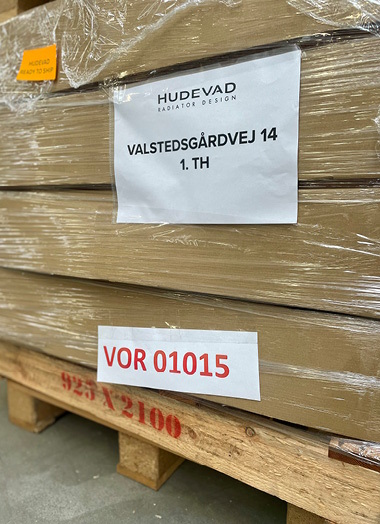 HUDEVAD
READY TO SHIP
HUDEVAD
RADIATOR DESIGN
VALSTEDSGÅRDVEJ 14
1. TH
VOR 01015
925 X 2100